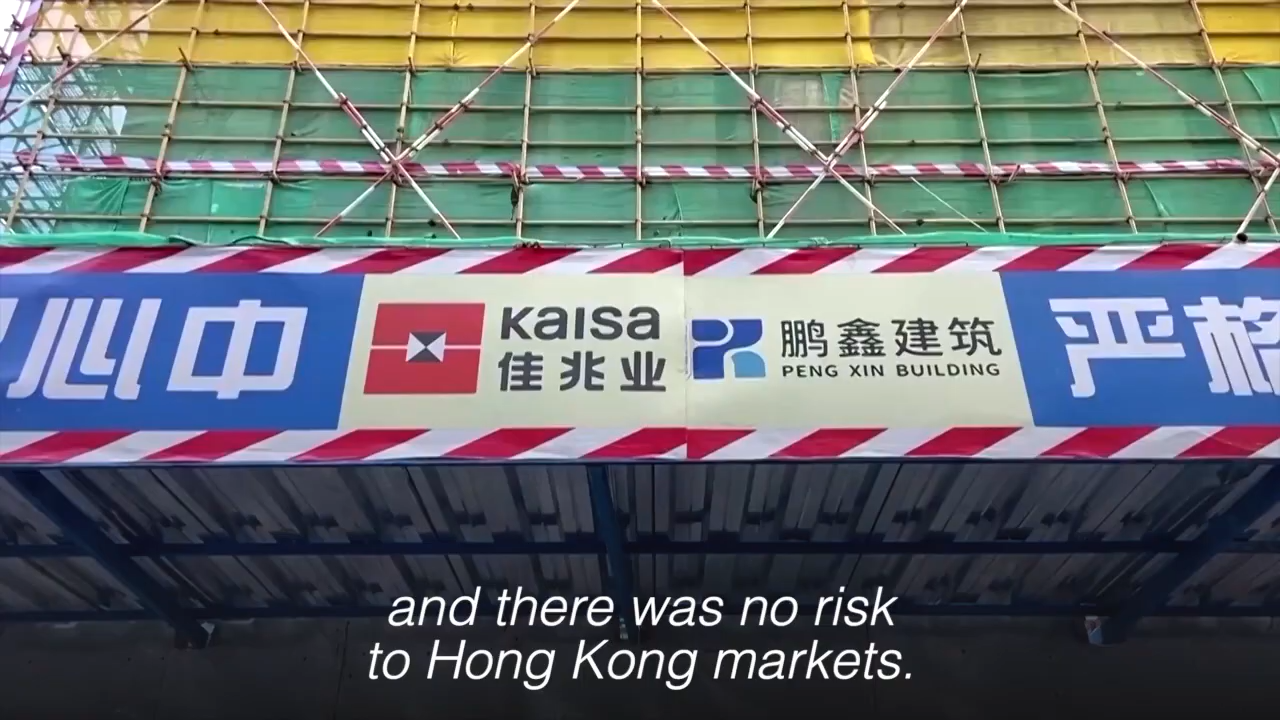 心中
Kaisa
佳兆业
鹏鑫建筑
PENG XIN BUILDING
严格
and there was no risk
to Hong Kong markets.